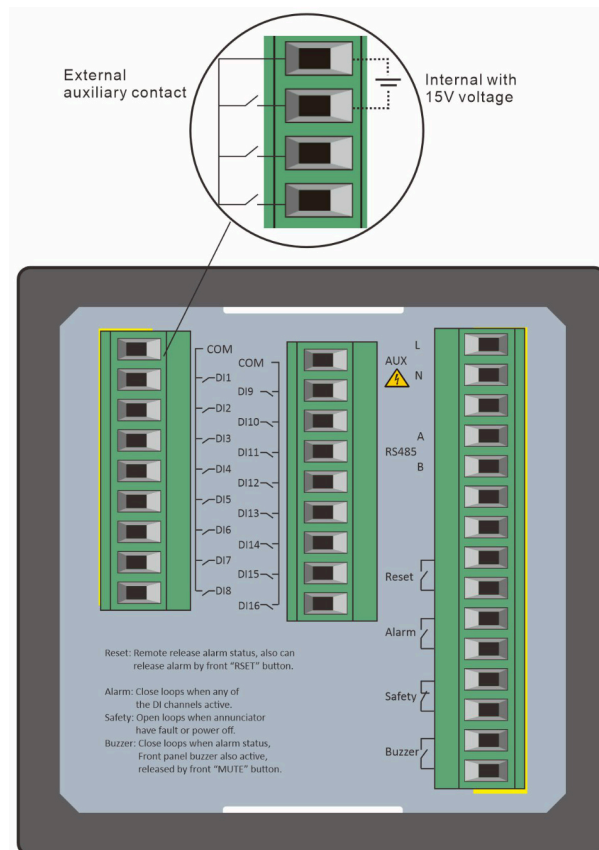 External
auxiliary contact
Internal with
15V voltage
COM
DI1
DI2
DI3
DI4
DI5
DI6
DI7
DI8
COM
DI9
DI10
DI11
DI12
DI13
DI14
DI15
DI16
L
AUX
N
A
RS485
B
Reset
Alarm
Safety
Buzzer
Reset: Remote release alarm status, also can
release alarm by front “RSET” button.
Alarm: Close loops when any of
the DI channels active.
Safety: Open loops when annunciator
have fault or power off.
Buzzer: Close loops when alarm status,
Front panel buzzer also active,
released by front “MUTE” button.